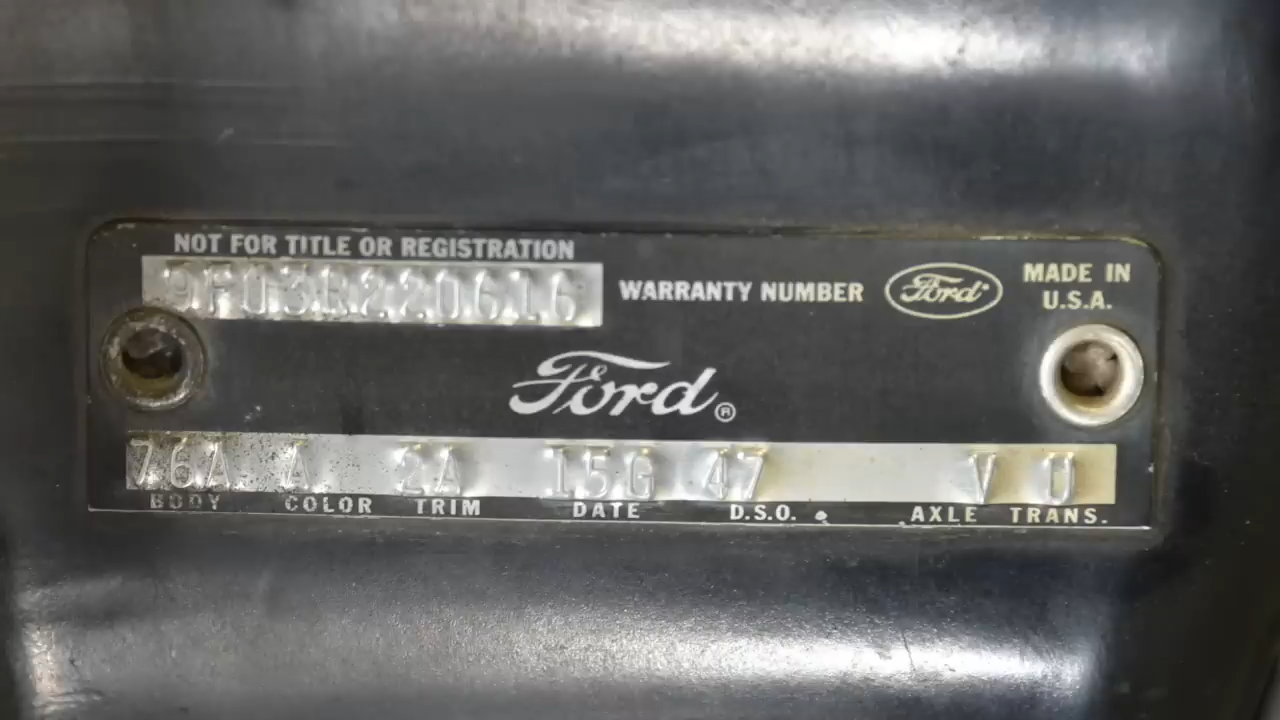 NOT FOR TITLE OR REGISTRATION
9F03R220616 WARRANTY NUMBER Ford MADE IN
U.S.A.
Ford ®
76A A 2A 15G 47 V U
BODY COLOR TRIM DATE D.S.O. AXLE TRANS.